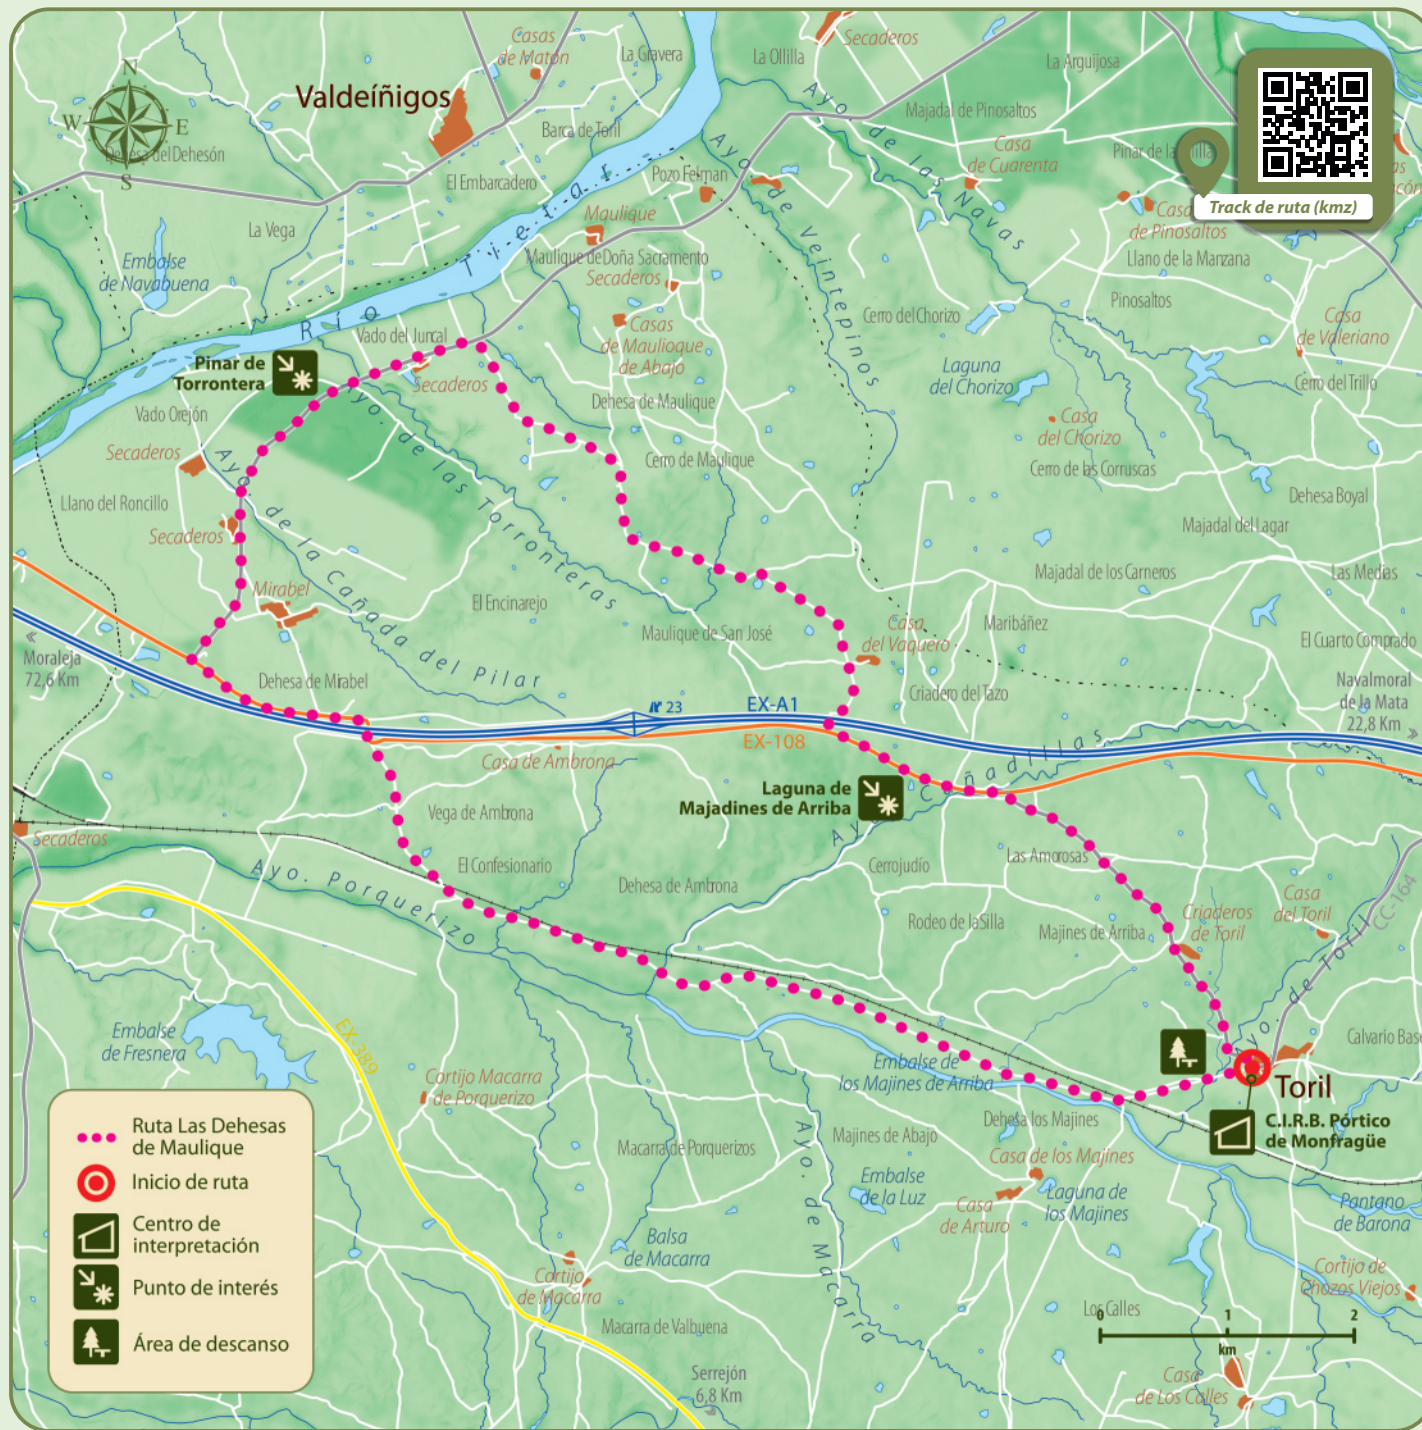 Casas
de Matón
La Gravera
La Ollilla
Secaderos
La Arguijosa
N
W
E
S
Valdeíñigos
Barca de Toril
Majadal de Pinosaltos
Ayo. de las Navas
Dehesa del Dehesón
El Embarcadero
Pozo Feiman
Ayo. de Veintepinos
Casa
de Cuarenta
Track de ruta (kmz)
Casa
de Pinosaltos
La Vega
Maulique
Maulique de Doña Sacramento
Secaderos
Llano de la Manzana
Pinosaltos
Embalse
de Navabuena
Río Tietar
Vado del Juncal
Casas
de Maulioque
de Abajo
Cerro del Chorizo
Casa
de Valeriano
Pinar de
Torrontera
Secaderos
Laguna
del Chorizo
Cerro del Trillo
Vado Orejón
Dehesa de Maulique
Casa
del Chorizo
Secaderos
Cerro de Maulique
Cerro de las Corruscas
Ayo. de las Torronteras
Llano del Roncillo
Dehesa Boyal
Majadal del Lagar
Secaderos
Ayo. de la Cañada del Pilar
Mirabel
El Encinarejo
Majadal de los Carneros
Las Medias
Maulique de San José
Casa
del Vaquero
Maribáñez
El Cuarto Comprado
Moraleja
72,6 Km
Dehesa de Mirabel
Criadero del Tazo
Navalmoral
de la Mata
22,8 Km
23
EX-A1
EX-108
Casa de Ambrona
Laguna de
Majadines de Arriba
Ayo. Cañadillas
Vega de Ambrona
Secaderos
El Confesionario
Ayo. Porquerizo
Dehesa de Ambrona
Cerrojudío
Las Amorosas
Rodeo de la Silla
Majines de Arriba
Criaderos
de Toril
Casa
del Toril
CC-164
Ayo. de Toril
Embalse
de Fresnera
EX-389
Embalse de
los Majines de Arriba
Calvario Base
Cortijo Macarra
de Porquerizo
Toril
Dehesa los Majines
C.I.R.B. Pórtico
de Monfragüe
Majines de Abajo
Macarra de Porquerizos
Casa de los Majines
Embalse
de la Luz
Casa
de Arturo
Laguna de
los Majines
Pantano
de Barona
Ayo. de Macarra
Balsa
de Macarra
Cortijo
de Macarra
Cortijo de
Chozos Viejos
Macarra de Valbuena
Los Calles
0 1 2
km
Serrejón
6,8 Km
Casa
de Los Calles
Ruta Las Dehesas
de Maulique
Inicio de ruta
Centro de
interpretación
Punto de interés
Área de descanso